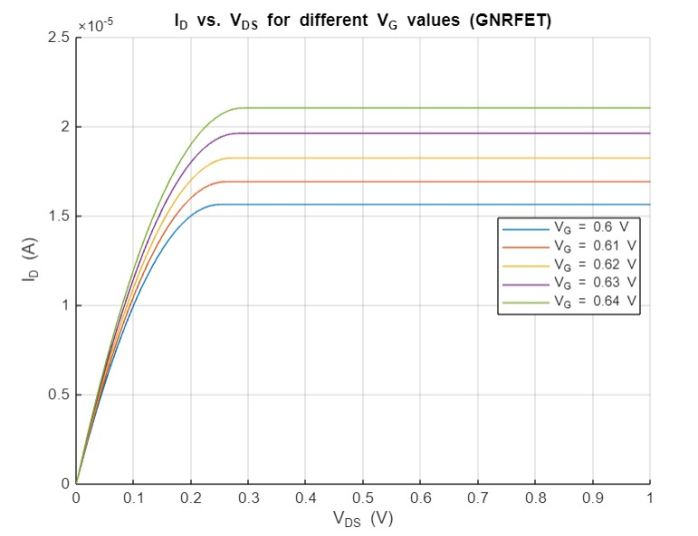 I_D vs. V_DS for different V_G values (GNRFET)
×10⁻⁵
2.5
2
1.5
1
0.5
0
I_D (A)
V_G = 0.6 V
V_G = 0.61 V
V_G = 0.62 V
V_G = 0.63 V
V_G = 0.64 V
0 0.1 0.2 0.3 0.4 0.5 0.6 0.7 0.8 0.9 1
V_DS (V)